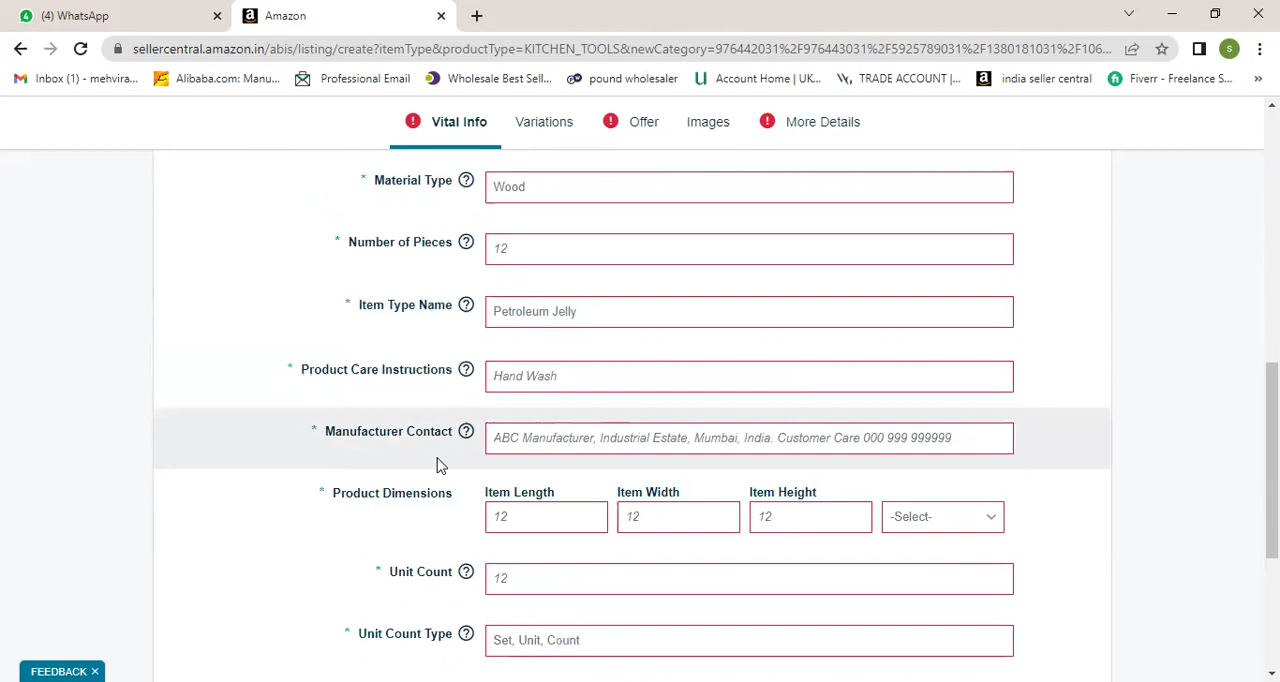 4 (4) WhatsApp
a Amazon
sellercentral.amazon.in/abis/listing/create?itemType&productType=KITCHEN_TOOLS&newCategory=976442031%2F976443031%2F5925789031%2F1380181031%2F106... S
Inbox (1) - mehvira... Alibaba.com: Manu... Professional Email Wholesale Best Sell... pound wholesaler Account Home | UK... TRADE ACCOUNT |... india seller central Fiverr - Freelance S... »
Vital Info Variations Offer Images More Details
* Material Type ? Wood
* Number of Pieces ? 12
* Item Type Name ? Petroleum Jelly
* Product Care Instructions ? Hand Wash
* Manufacturer Contact ? ABC Manufacturer, Industrial Estate, Mumbai, India. Customer Care 000 999 999999
* Product Dimensions Item Length Item Width Item Height
12 12 12 -Select-
* Unit Count ? 12
* Unit Count Type ? Set, Unit, Count
FEEDBACK ×